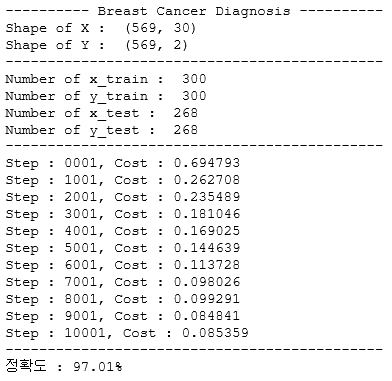 ---------- Breast Cancer Diagnosis ----------
Shape of X :  (569, 30)
Shape of Y :  (569, 2)
---------------------------------------------
Number of x_train :  300
Number of y_train :  300
Number of x_test :  268
Number of y_test :  268
---------------------------------------------
Step : 0001, Cost : 0.694793
Step : 1001, Cost : 0.262708
Step : 2001, Cost : 0.235489
Step : 3001, Cost : 0.181046
Step : 4001, Cost : 0.169025
Step : 5001, Cost : 0.144639
Step : 6001, Cost : 0.113728
Step : 7001, Cost : 0.098026
Step : 8001, Cost : 0.099291
Step : 9001, Cost : 0.084841
Step : 10001, Cost : 0.085359
---------------------------------------------
정확도 : 97.01%